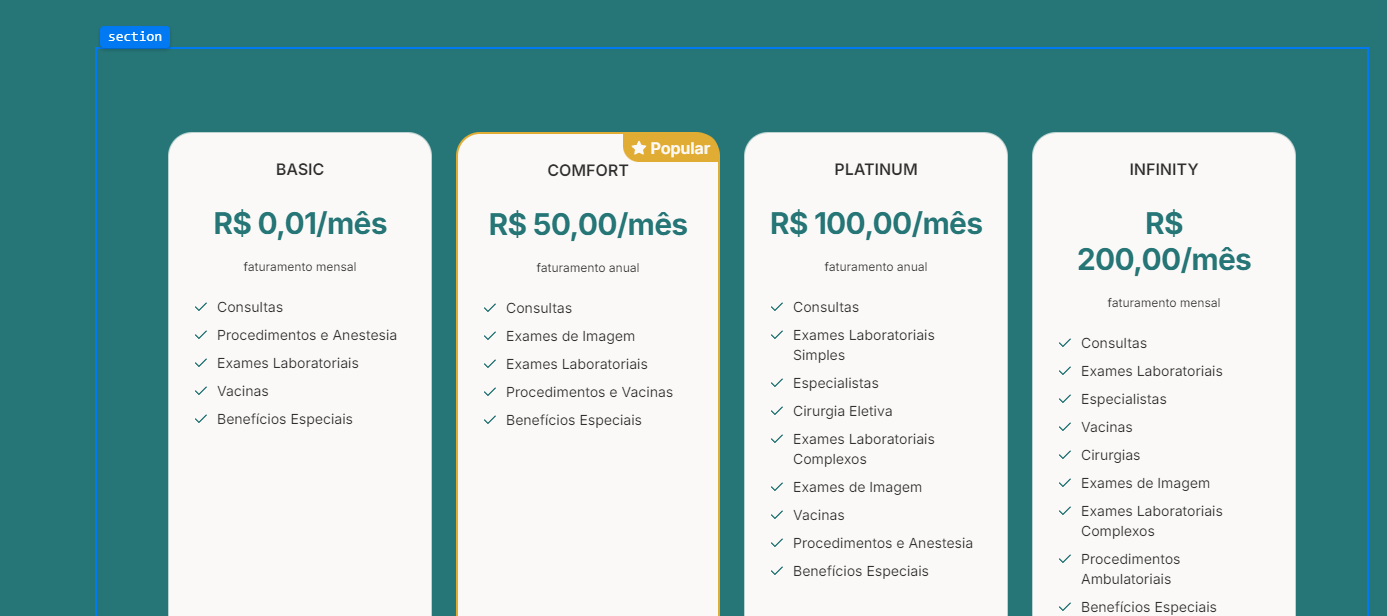 section
BASIC
R$ 0,01/mês
faturamento mensal
Consultas
Procedimentos e Anestesia
Exames Laboratoriais
Vacinas
Benefícios Especiais
Popular
COMFORT
R$ 50,00/mês
faturamento anual
Consultas
Exames de Imagem
Exames Laboratoriais
Procedimentos e Vacinas
Benefícios Especiais
PLATINUM
R$ 100,00/mês
faturamento anual
Consultas
Exames Laboratoriais
Simples
Especialistas
Cirurgia Eletiva
Exames Laboratoriais
Complexos
Exames de Imagem
Vacinas
Procedimentos e Anestesia
Benefícios Especiais
INFINITY
R$
200,00/mês
faturamento mensal
Consultas
Exames Laboratoriais
Especialistas
Vacinas
Cirurgias
Exames de Imagem
Exames Laboratoriais
Complexos
Procedimentos
Ambulatoriais
Benefícios Especiais